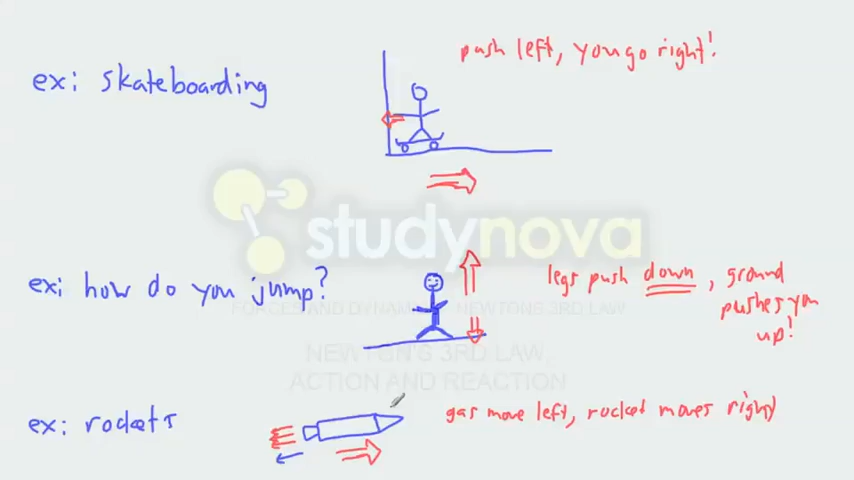 push left, you go right!
ex: skateboarding
studynova
ex: how do you jump?
legs push down, ground
pushes you
up!
FORCES AND DYNAMICS NEWTONS 3RD LAW
NEWTON'S 3RD LAW,
ACTION AND REACTION
ex: rockets
gas move left, rocket moves right